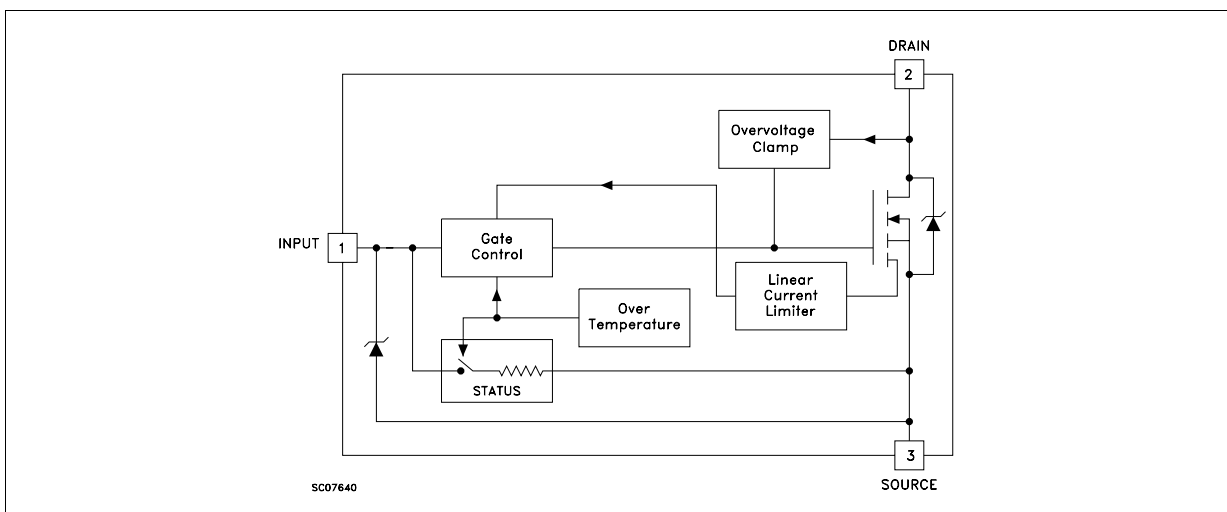 DRAIN
2
Overvoltage
Clamp
INPUT
1
Gate
Control
Linear
Current
Limiter
Over
Temperature
STATUS
3
SOURCE
SC07640